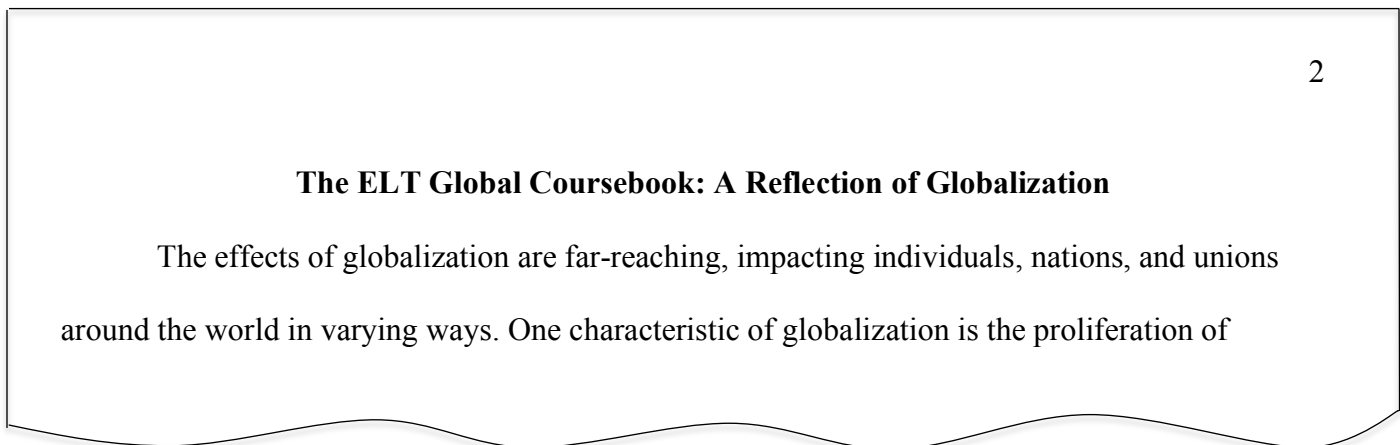 2
The ELT Global Coursebook: A Reflection of Globalization
The effects of globalization are far-reaching, impacting individuals, nations, and unions
around the world in varying ways. One characteristic of globalization is the proliferation of